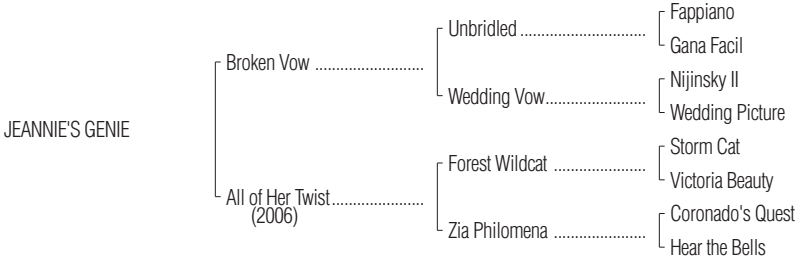 Fappiano
Unbridled
Gana Facil
Broken Vow
Nijinsky II
Wedding Vow
Wedding Picture
JEANNIE'S GENIE
Storm Cat
Forest Wildcat
Victoria Beauty
All of Her Twist
(2006)
Coronado's Quest
Zia Philomena
Hear the Bells